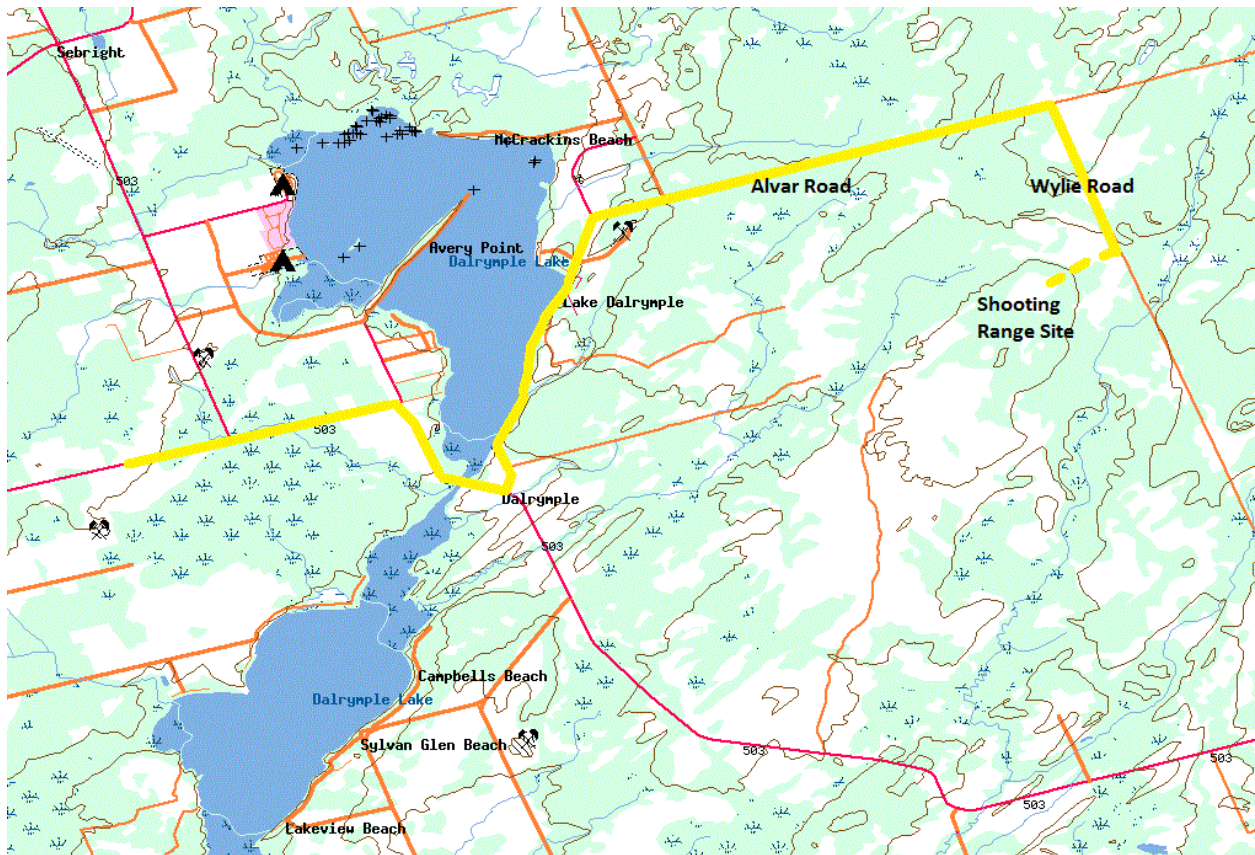 Sebright
McCrackins Beach
503
Alvar Road
Wylie Road
Avery Point
Dalrymple Lake
Lake Dalrymple
Shooting
Range Site
503
Dalrymple
503
Campbells Beach
Dalrymple Lake
Sylvan Glen Beach
503
503
503
Lakeview Beach